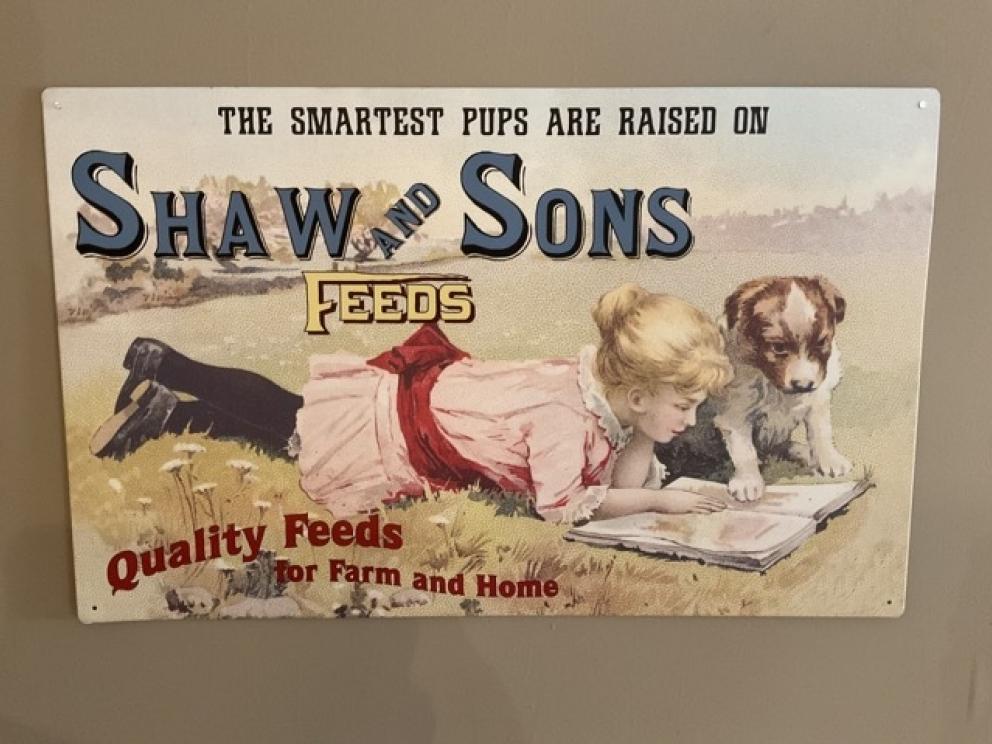 THE SMARTEST PUPS ARE RAISED ON
SHAW AND SONS
FEEDS
Quality Feeds
for Farm and Home